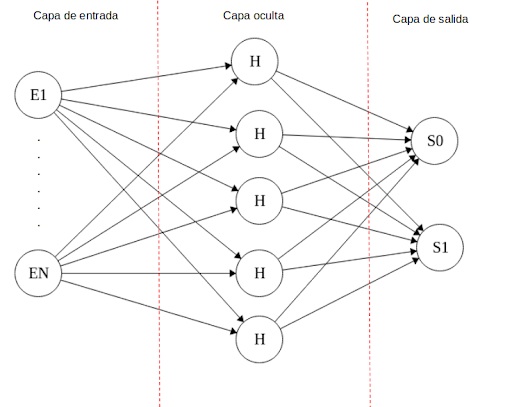 Capa de entrada
Capa oculta
Capa de salida
H
E1
H
S0
H
S1
EN
H
H